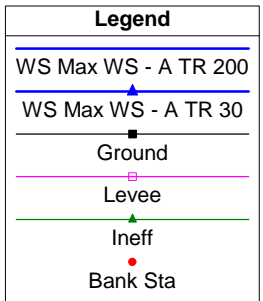 Legend
WS Max WS - A TR 200
WS Max WS - A TR 30
Ground
Levee
Ineff
Bank Sta